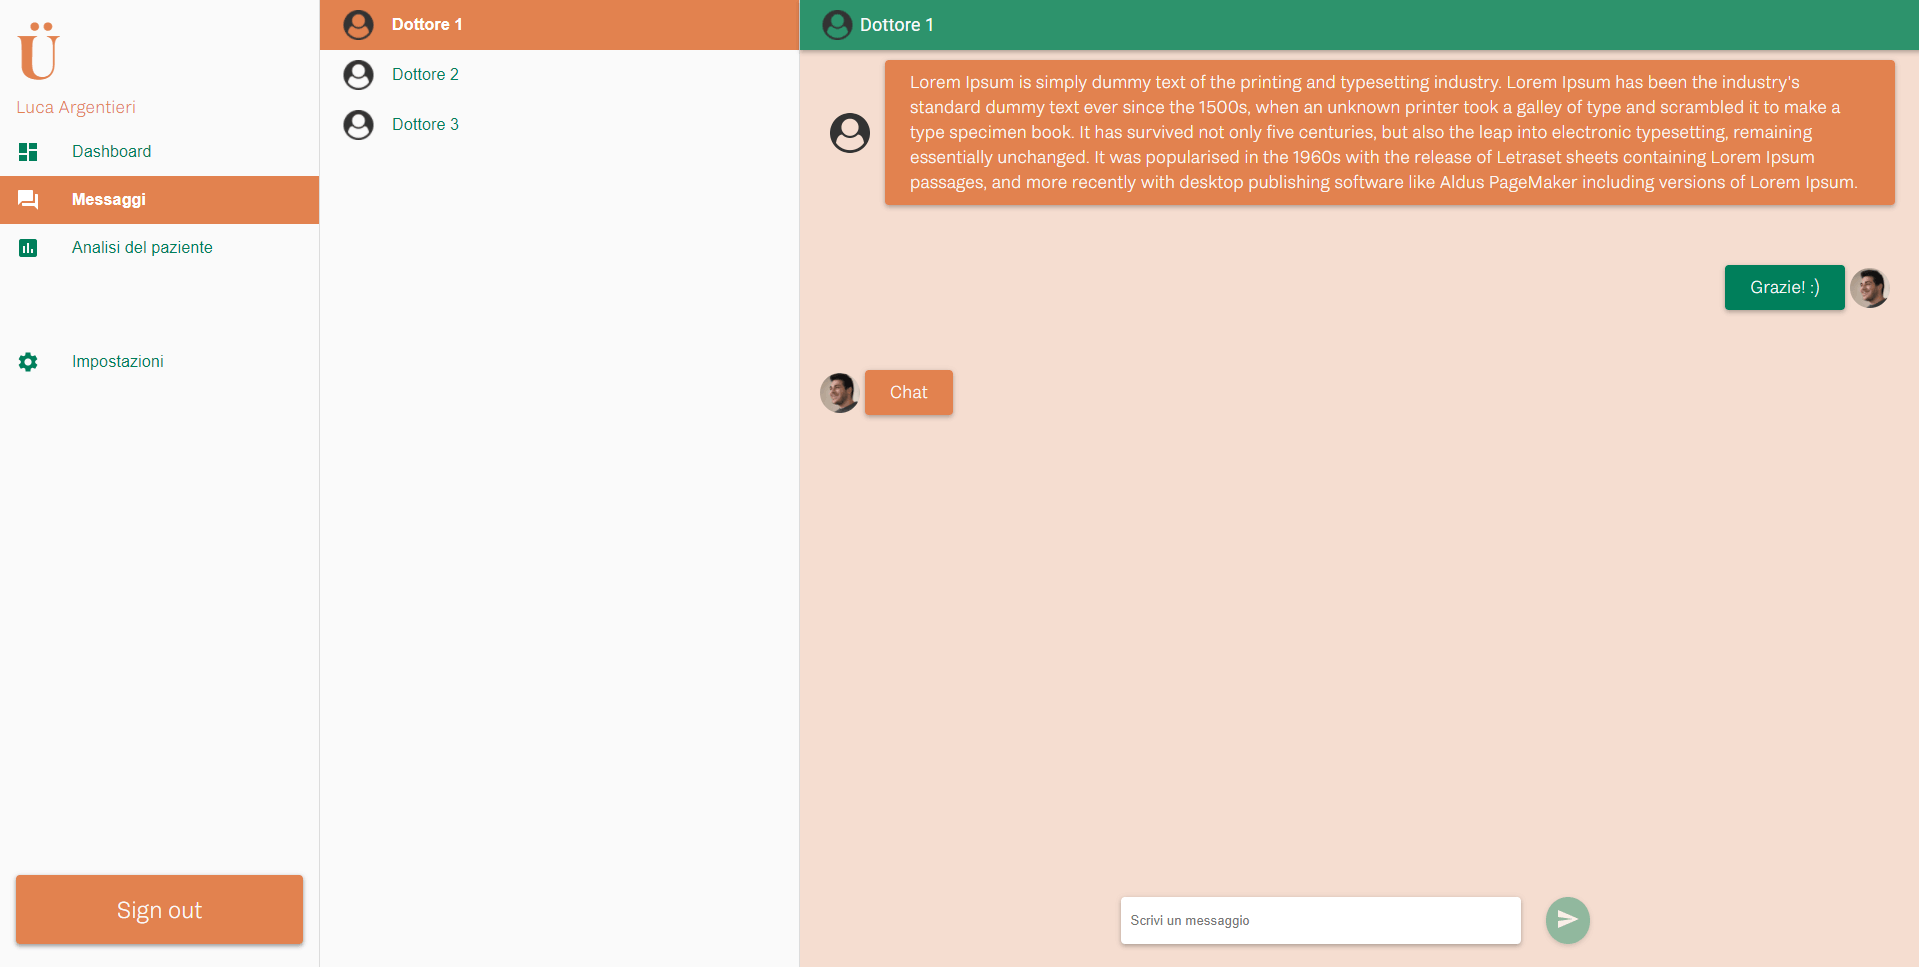 Ü
Luca Argentieri
Dashboard
Messaggi
Analisi del paziente
Impostazioni
Sign out
Dottore 1
Dottore 2
Dottore 3
Dottore 1
Lorem Ipsum is simply dummy text of the printing and typesetting industry. Lorem Ipsum has been the industry's
standard dummy text ever since the 1500s, when an unknown printer took a galley of type and scrambled it to make a
type specimen book. It has survived not only five centuries, but also the leap into electronic typesetting, remaining
essentially unchanged. It was popularised in the 1960s with the release of Letraset sheets containing Lorem Ipsum
passages, and more recently with desktop publishing software like Aldus PageMaker including versions of Lorem Ipsum.
Grazie! :)
Chat
Scrivi un messaggio